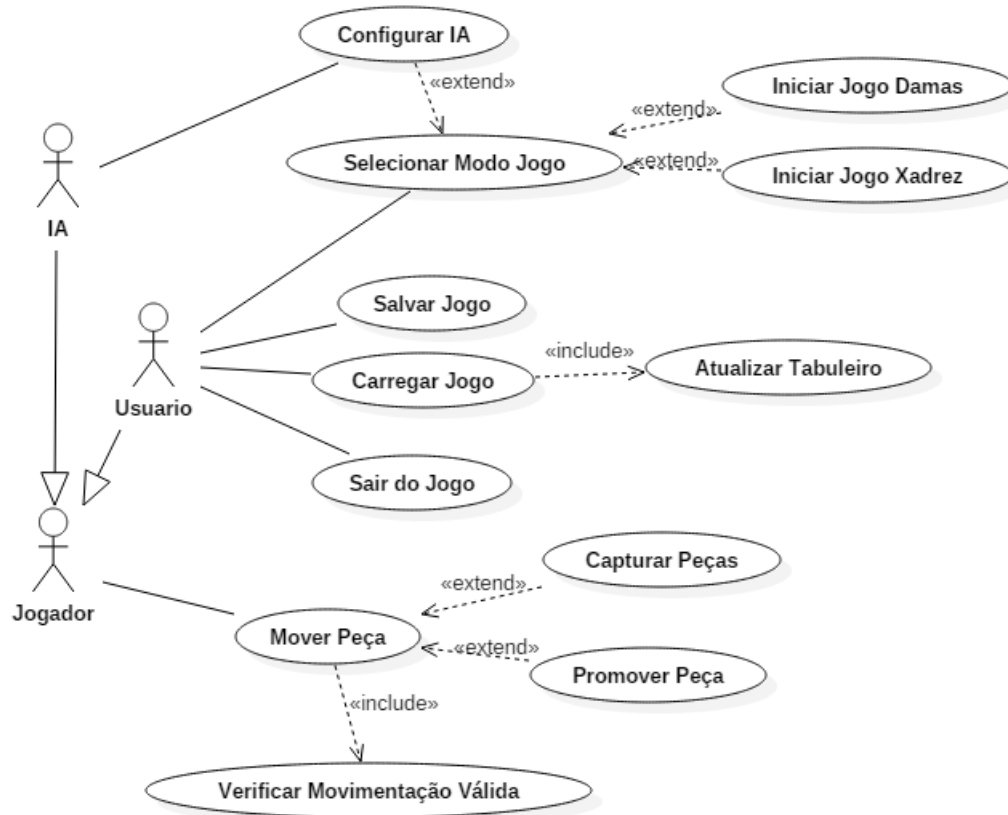 Configurar IA
«extend»
Iniciar Jogo Damas
«extend»
Selecionar Modo Jogo
«extend»
Iniciar Jogo Xadrez
IA
Salvar Jogo
«include»
Atualizar Tabuleiro
Carregar Jogo
Usuario
Sair do Jogo
Capturar Peças
«extend»
Jogador
Mover Peça
«extend»
Promover Peça
«include»
Verificar Movimentação Válida